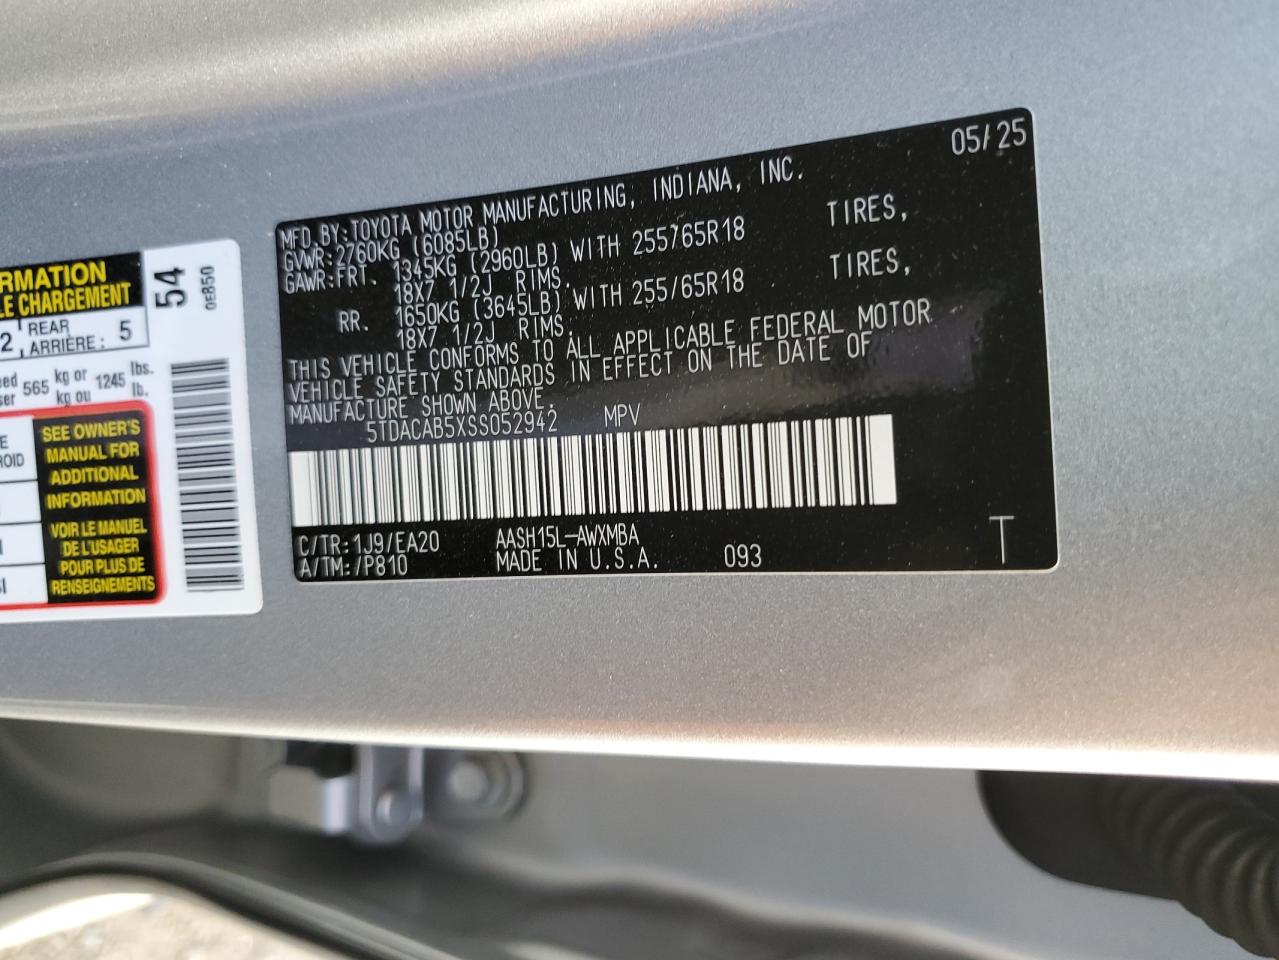 MFD.BY:TOYOTA MOTOR MANUFACTURING, INDIANA, INC. 05/25
GVWR:2760KG (6085LB)
GAWR:FRT. 1345KG (2960LB) WITH 255/65R18 TIRES,
18X7 1/2J RIMS.
RR. 1650KG (3645LB) WITH 255/65R18 TIRES,
18X7 1/2J RIMS.
THIS VEHICLE CONFORMS TO ALL APPLICABLE FEDERAL MOTOR
VEHICLE SAFETY STANDARDS IN EFFECT ON THE DATE OF
MANUFACTURE SHOWN ABOVE.
5TDACAB5XSS052942 MPV
C/TR:1J9/EA20 AASH15L-AWXMBA
A/TM:/P810 MADE IN U.S.A. 093
T
RMATION
E CHARGEMENT
2, REAR
ARRIÈRE : 5
565 kg or 1245 lbs.
kg ou lb.
SEE OWNER'S
MANUAL FOR
ADDITIONAL
INFORMATION
VOIR LE MANUEL
DE L'USAGER
POUR PLUS DE
RENSEIGNEMENTS
54
0E850